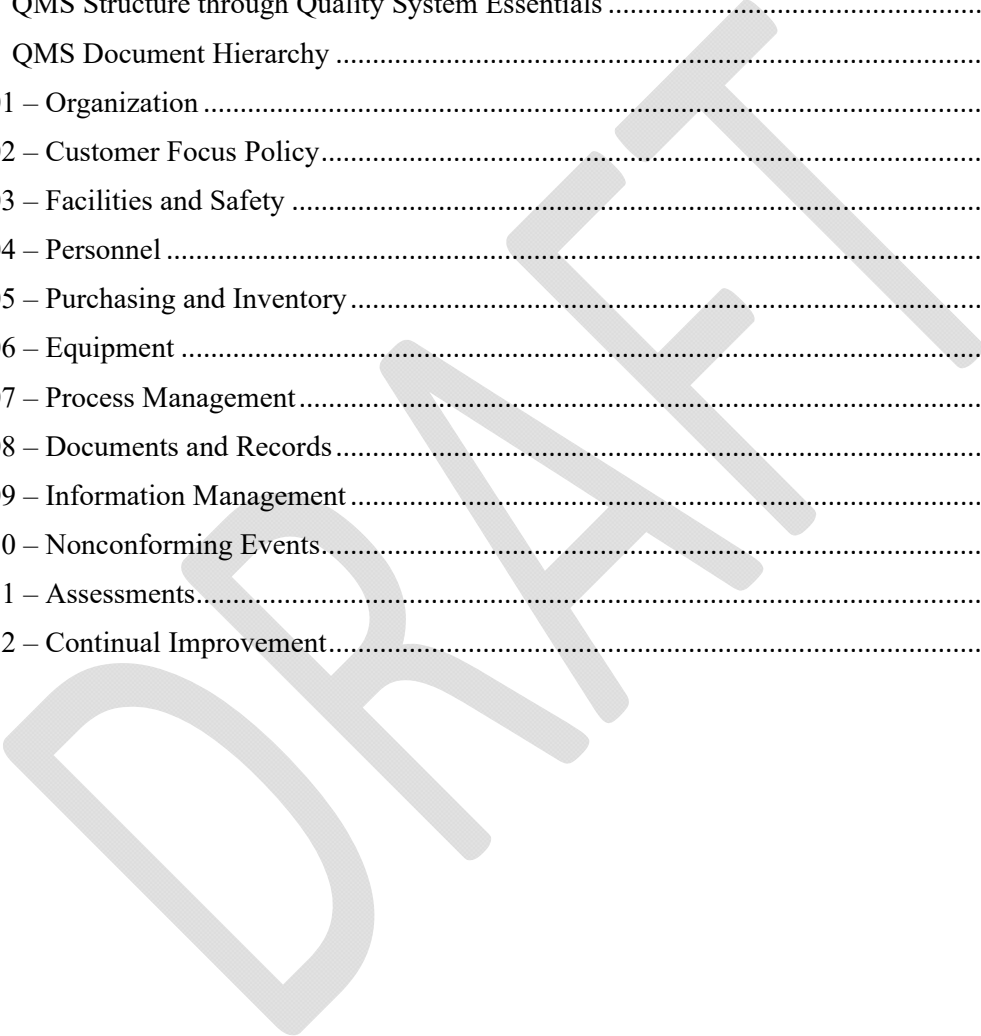 QMS Structure through Quality System Essentials ....................................................
QMS Document Hierarchy ........................................................................................
1 – Organization ..........................................................................................................
2 – Customer Focus Policy..........................................................................................
3 – Facilities and Safety ..............................................................................................
4 – Personnel ...............................................................................................................
5 – Purchasing and Inventory ......................................................................................
6 – Equipment .............................................................................................................
7 – Process Management.............................................................................................
8 – Documents and Records ........................................................................................
9 – Information Management ......................................................................................
0 – Nonconforming Events..........................................................................................
1 – Assessments...........................................................................................................
2 – Continual Improvement.........................................................................................
DRAFT